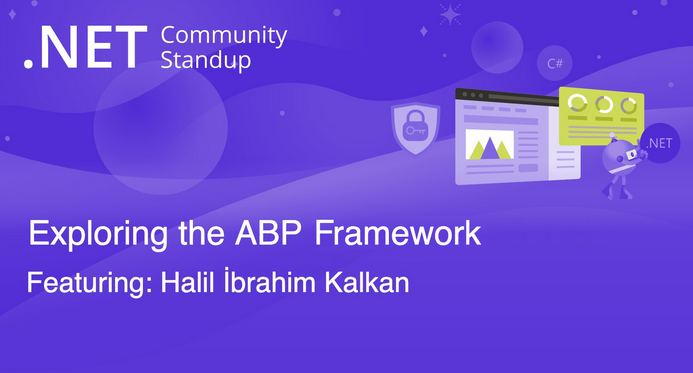 .NET
Community
Standup
C#
.NET
Exploring the ABP Framework
Featuring: Halil İbrahim Kalkan